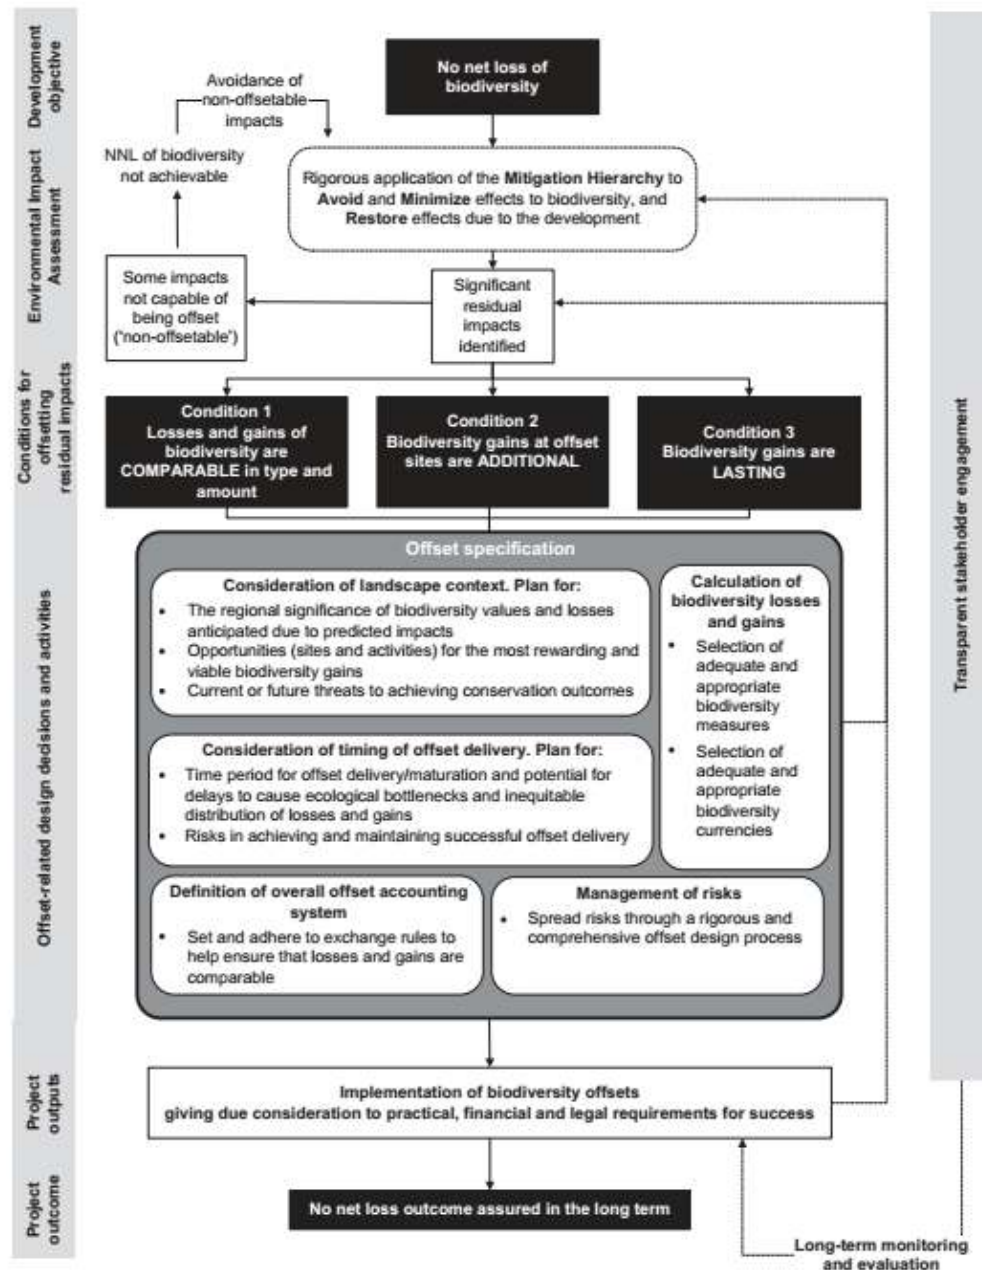 Development
objective
Environmental Impact
Assessment
Conditions for
offsetting
residual impacts
Offset-related design decisions and activities
Project
outputs
Project
outcome
No net loss of
biodiversity
Avoidance of
non-offsetable
impacts
NNL of biodiversity
not achievable
Rigorous application of the Mitigation Hierarchy to
Avoid and Minimize effects to biodiversity, and
Restore effects due to the development
Some impacts
not capable of
being offset
("non-offsetable")
Significant
residual
impacts
identified
Condition 1
Losses and gains of
biodiversity are
COMPARABLE in type and
amount
Condition 2
Biodiversity gains at offset
sites are ADDITIONAL
Condition 3
Biodiversity gains are
LASTING
Offset specification
Consideration of landscape context. Plan for:
• The regional significance of biodiversity values and losses
anticipated due to predicted impacts
• Opportunities (sites and activities) for the most rewarding and
viable biodiversity gains
• Current or future threats to achieving conservation outcomes
Calculation of
biodiversity losses
and gains
• Selection of
adequate and
appropriate
biodiversity
measures
• Selection of
adequate and
appropriate
biodiversity
currencies
Consideration of timing of offset delivery. Plan for:
• Time period for offset delivery/maturation and potential for
delays to cause ecological bottlenecks and inequitable
distribution of losses and gains
• Risks in achieving and maintaining successful offset delivery
Definition of overall offset accounting
system
• Set and adhere to exchange rules to
help ensure that losses and gains are
comparable
Management of risks
• Spread risks through a rigorous and
comprehensive offset design process
Implementation of biodiversity offsets
giving due consideration to practical, financial and legal requirements for success
No net loss outcome assured in the long term
Long-term monitoring
and evaluation
Transparent stakeholder engagement